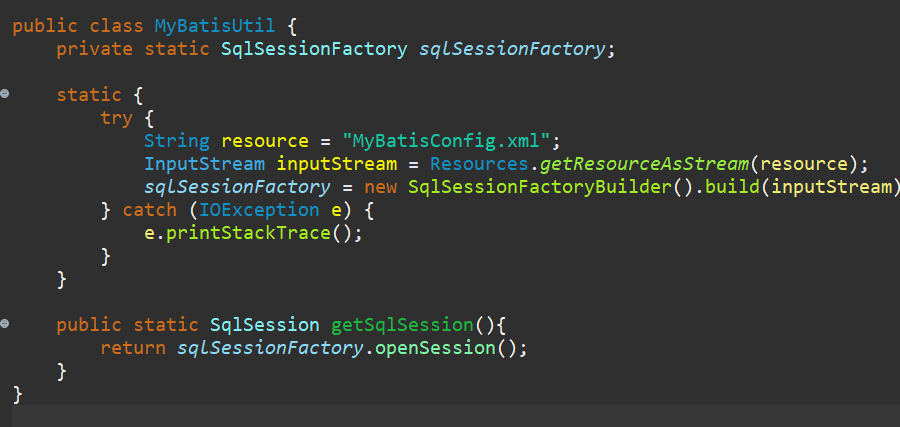 public class MyBatisUtil {
    private static SqlSessionFactory sqlSessionFactory;
    static {
        try {
            String resource = "MyBatisConfig.xml";
            InputStream inputStream = Resources.getResourceAsStream(resource);
            sqlSessionFactory = new SqlSessionFactoryBuilder().build(inputStream)
        } catch (IOException e) {
            e.printStackTrace();
        }
    }
    public static SqlSession getSqlSession(){
        return sqlSessionFactory.openSession();
    }
}